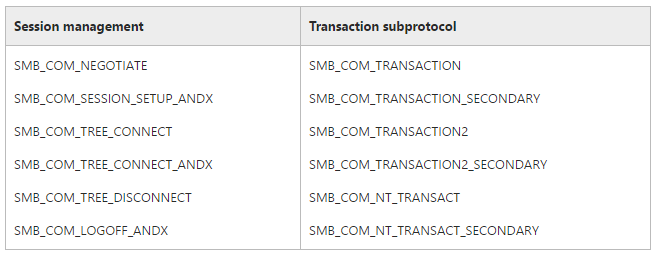 Session management Transaction subprotocol
SMB_COM_NEGOTIATE SMB_COM_TRANSACTION
SMB_COM_SESSION_SETUP_ANDX SMB_COM_TRANSACTION_SECONDARY
SMB_COM_TREE_CONNECT SMB_COM_TRANSACTION2
SMB_COM_TREE_CONNECT_ANDX SMB_COM_TRANSACTION2_SECONDARY
SMB_COM_TREE_DISCONNECT SMB_COM_NT_TRANSACT
SMB_COM_LOGOFF_ANDX SMB_COM_NT_TRANSACT_SECONDARY